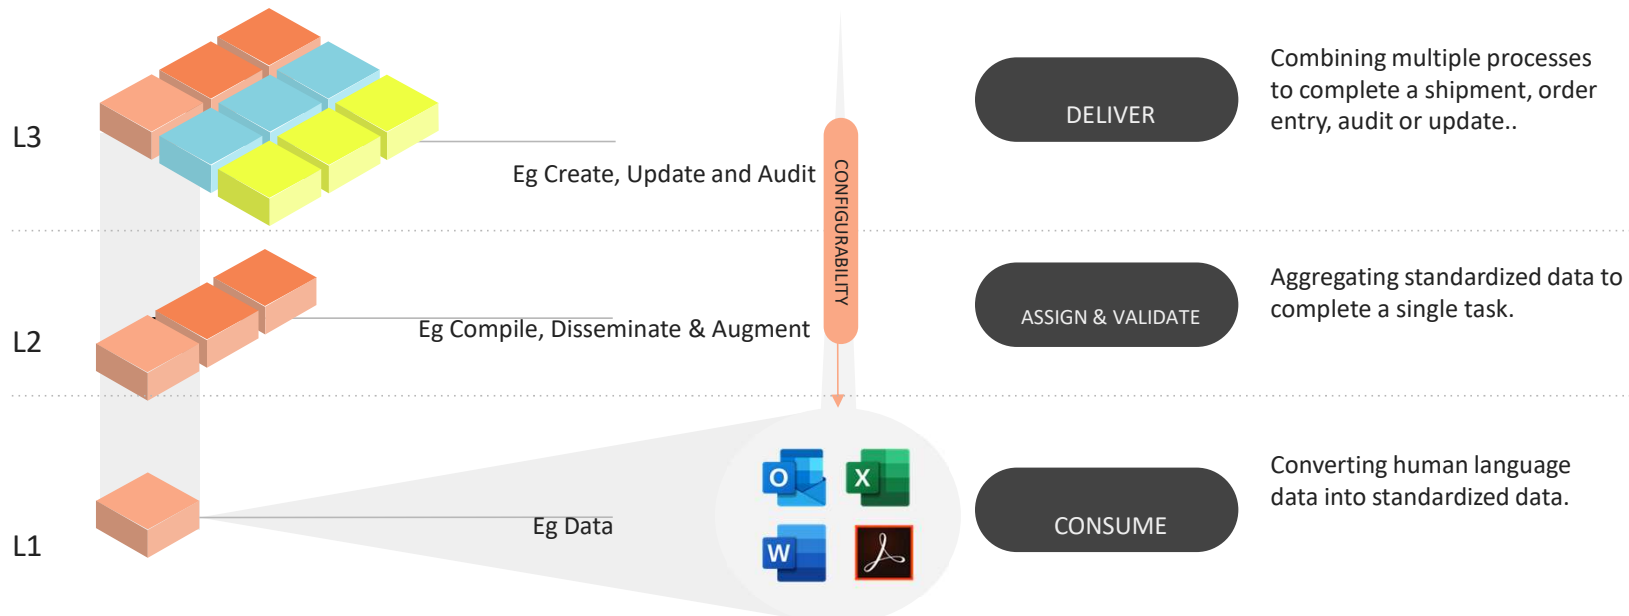 L3
Eg Create, Update and Audit
CONFIGURABILITY
DELIVER
Combining multiple processes
to complete a shipment, order
entry, audit or update..
L2
Eg Compile, Disseminate & Augment
ASSIGN & VALIDATE
Aggregating standardized data to
complete a single task.
L1
Eg Data
O
X
W
CONSUME
Converting human language
data into standardized data.